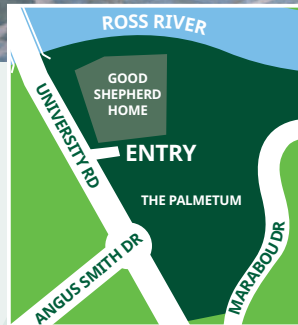 ROSS RIVER
GOOD
SHEPHERD
HOME
UNIVERSITY RD
ENTRY
THE PALMETUM
ANGUS SMITH DR
MARABOU DR